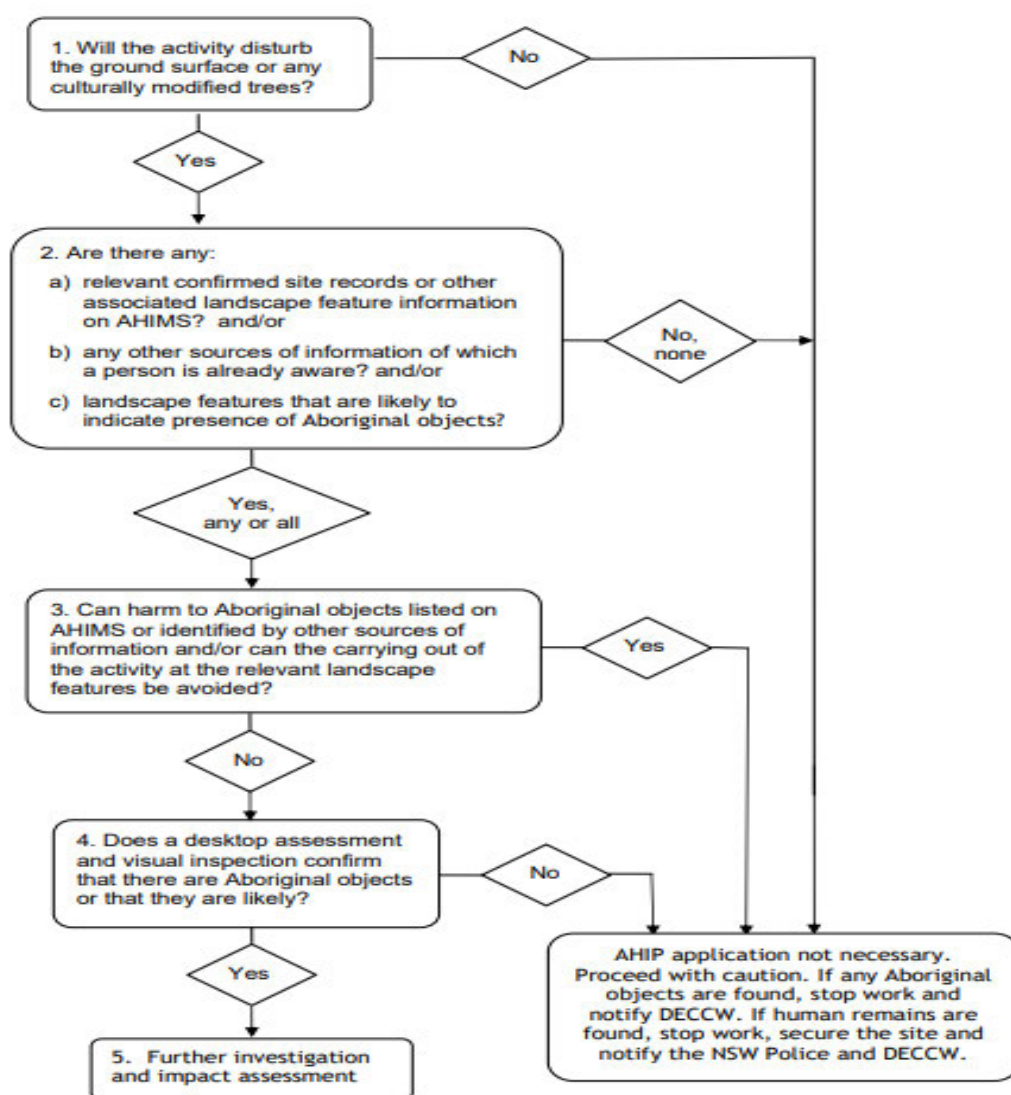 1. Will the activity disturb
the ground surface or any
culturally modified trees?
No
Yes
2. Are there any:
a) relevant confirmed site records or other
associated landscape feature information
on AHIMS? and/or
b) any other sources of information of which
a person is already aware? and/or
c) landscape features that are likely to
indicate presence of Aboriginal objects?
No,
none
Yes,
any or all
3. Can harm to Aboriginal objects listed on
AHIMS or identified by other sources of
information and/or can the carrying out of
the activity at the relevant landscape
features be avoided?
Yes
No
4. Does a desktop assessment
and visual inspection confirm
that there are Aboriginal objects
or that they are likely?
No
Yes
AHIP application not necessary.
Proceed with caution. If any Aboriginal
objects are found, stop work and
notify DECCW. If human remains are
found, stop work, secure the site and
notify the NSW Police and DECCW.
5. Further investigation
and impact assessment